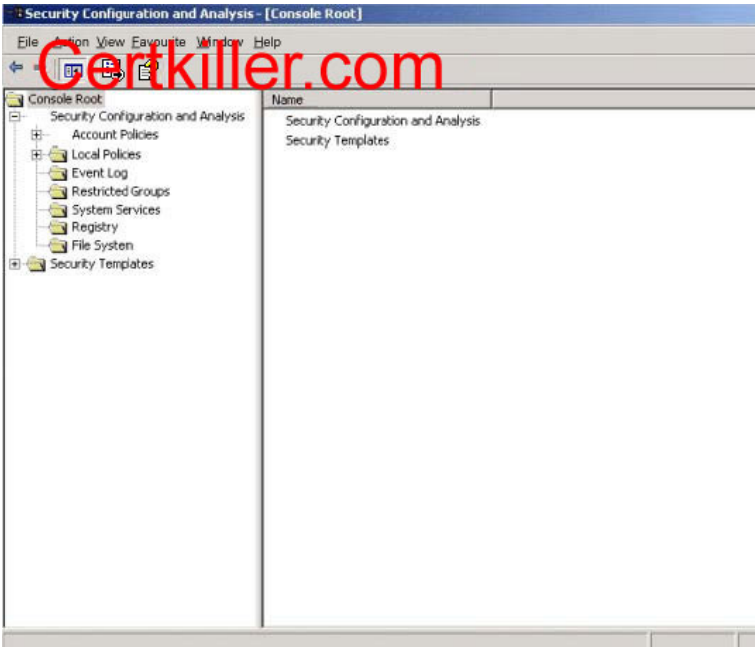 Security Configuration and Analysis - [Console Root]
File Action View Favourite Window Help
Certkiller.com
Console Root
Security Configuration and Analysis
Account Policies
Local Policies
Event Log
Restricted Groups
System Services
Registry
File System
Security Templates
Name
Security Configuration and Analysis
Security Templates